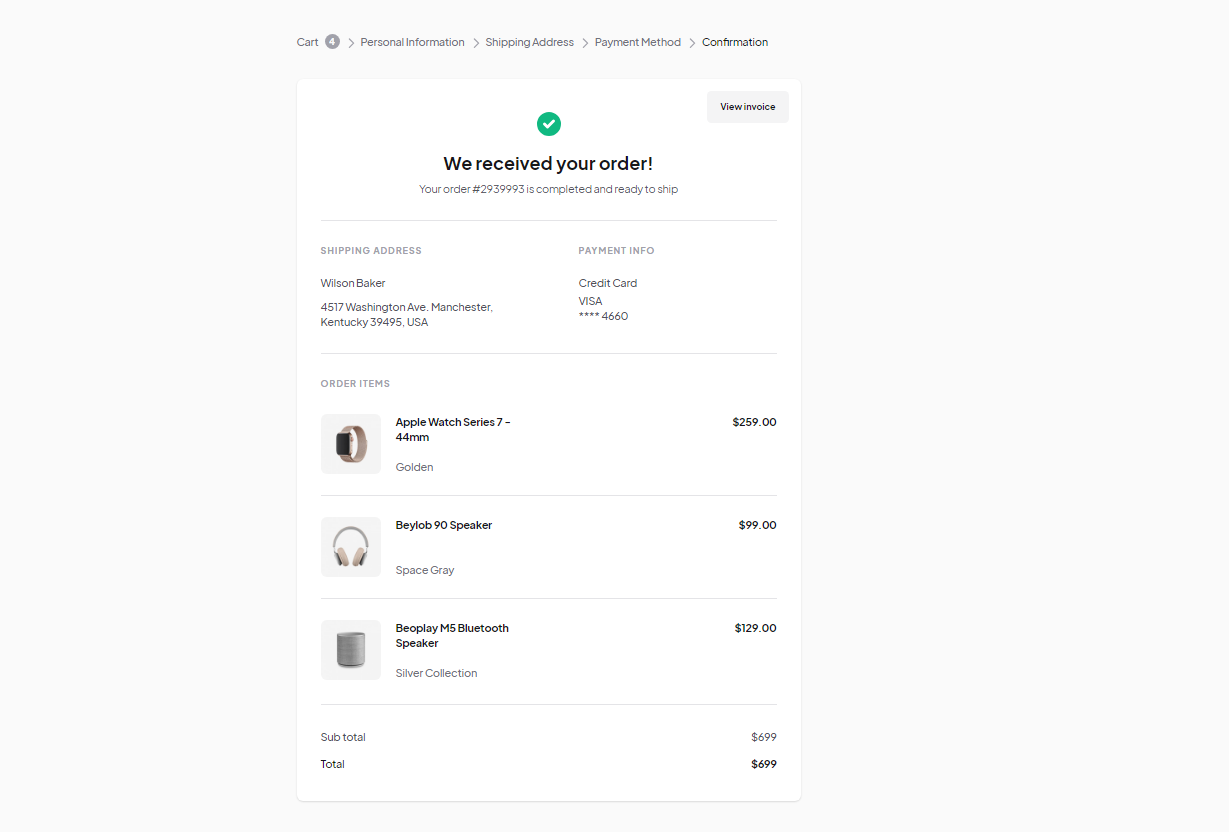 Cart 4 Personal Information Shipping Address Payment Method Confirmation
View invoice
We received your order!
Your order #2939993 is completed and ready to ship
SHIPPING ADDRESS
Wilson Baker
4517 Washington Ave. Manchester,
Kentucky 39495, USA
PAYMENT INFO
Credit Card
VISA
**** 4660
ORDER ITEMS
Apple Watch Series 7 - $259.00
44mm
Golden
Beylob 90 Speaker $99.00
Space Gray
Beoplay M5 Bluetooth $129.00
Speaker
Silver Collection
Sub total $699
Total $699